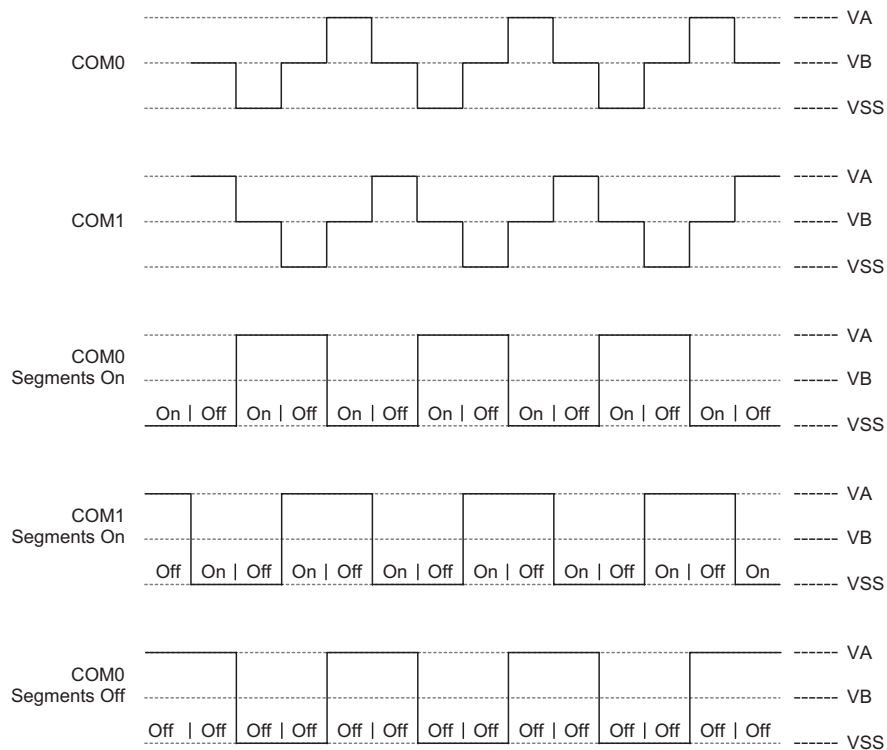 VA
COM0
VB
VSS
VA
COM1
VB
VSS
VA
COM0
Segments On
VB
On | Off | On | Off | On | Off | On | Off | On | Off | On | Off | On | Off
VSS
VA
COM1
Segments On
VB
Off | On | Off | On | Off | On | Off | On | Off | On | Off | On | Off | On
VSS
VA
COM0
Segments Off
VB
Off | Off | Off | Off | Off | Off | Off | Off | Off | Off | Off | Off | Off | Off
VSS